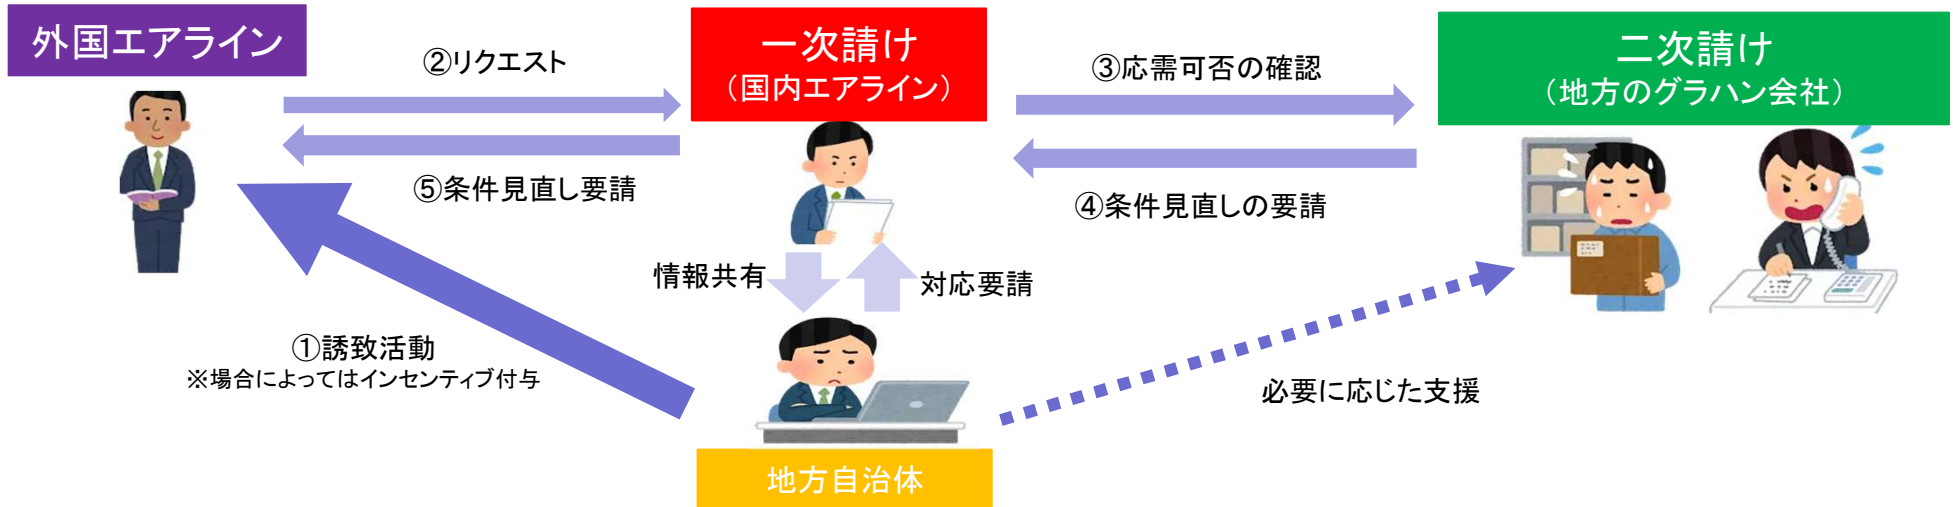 外国エアライン
②リクエスト
一次請け
（国内エアライン）
③応需可否の確認
二次請け
（地方のグラハン会社）
⑤条件見直し要請
④条件見直しの要請
情報共有
対応要請
①誘致活動
※場合によってはインセンティブ付与
必要に応じた支援
地方自治体